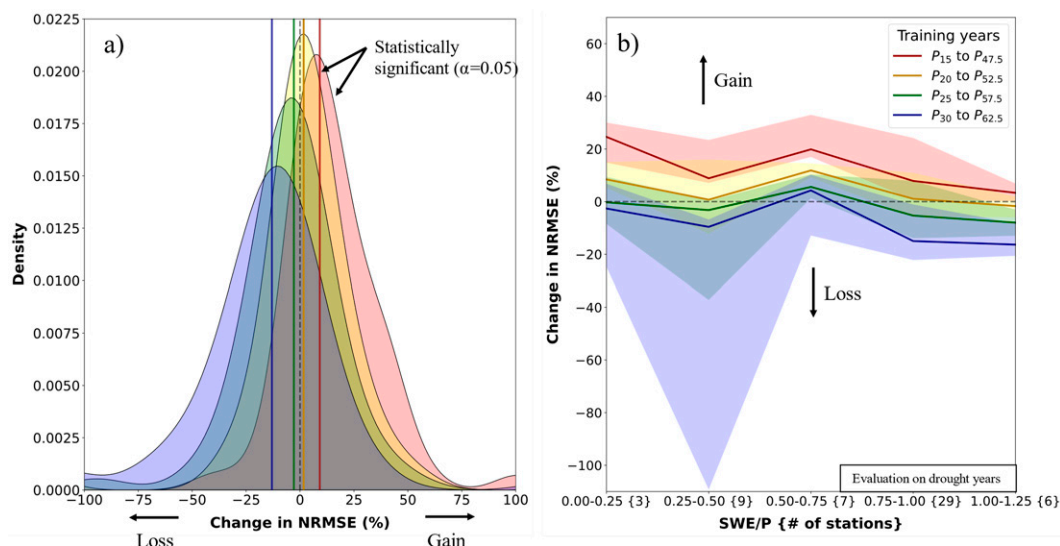 a)
Statistically
significant (α=0.05)
Density
0.0225
0.0200
0.0175
0.0150
0.0125
0.0100
0.0075
0.0050
0.0025
0.0000
−100 −75 −50 −25 0 25 50 75 100
Change in NRMSE (%)
Loss
Gain
b)
Training years
P15 to P47.5
P20 to P52.5
P25 to P57.5
P30 to P62.5
Gain
Loss
Change in NRMSE (%)
60
40
20
0
−20
−40
−60
−80
−100
Evaluation on drought years
0.00-0.25 {3} 0.25-0.50 {9} 0.50-0.75 {7} 0.75-1.00 {29} 1.00-1.25 {6}
SWE/P {# of stations}